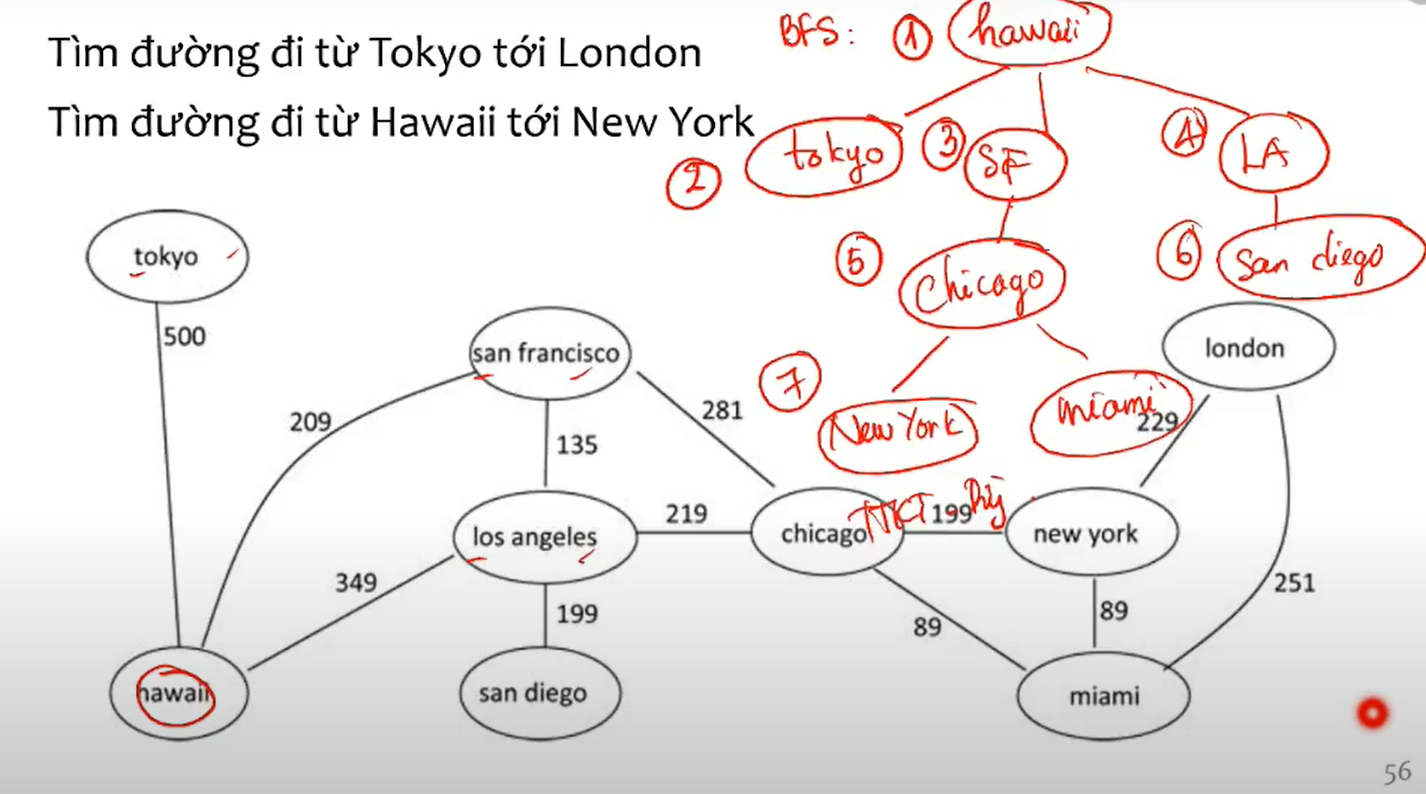 Tìm đường đi từ Tokyo tới London
Tìm đường đi từ Hawaii tới New York
BFS: ① hawaii
② tokyo ③ SF ④ LA
⑤ Chicago ⑥ San diego
⑦ New York miami
tokyo
500
san francisco
london
209
281
229
135
los angeles
219
chicago
199
new york
349
199
89
89
251
hawaii
san diego
miami
56